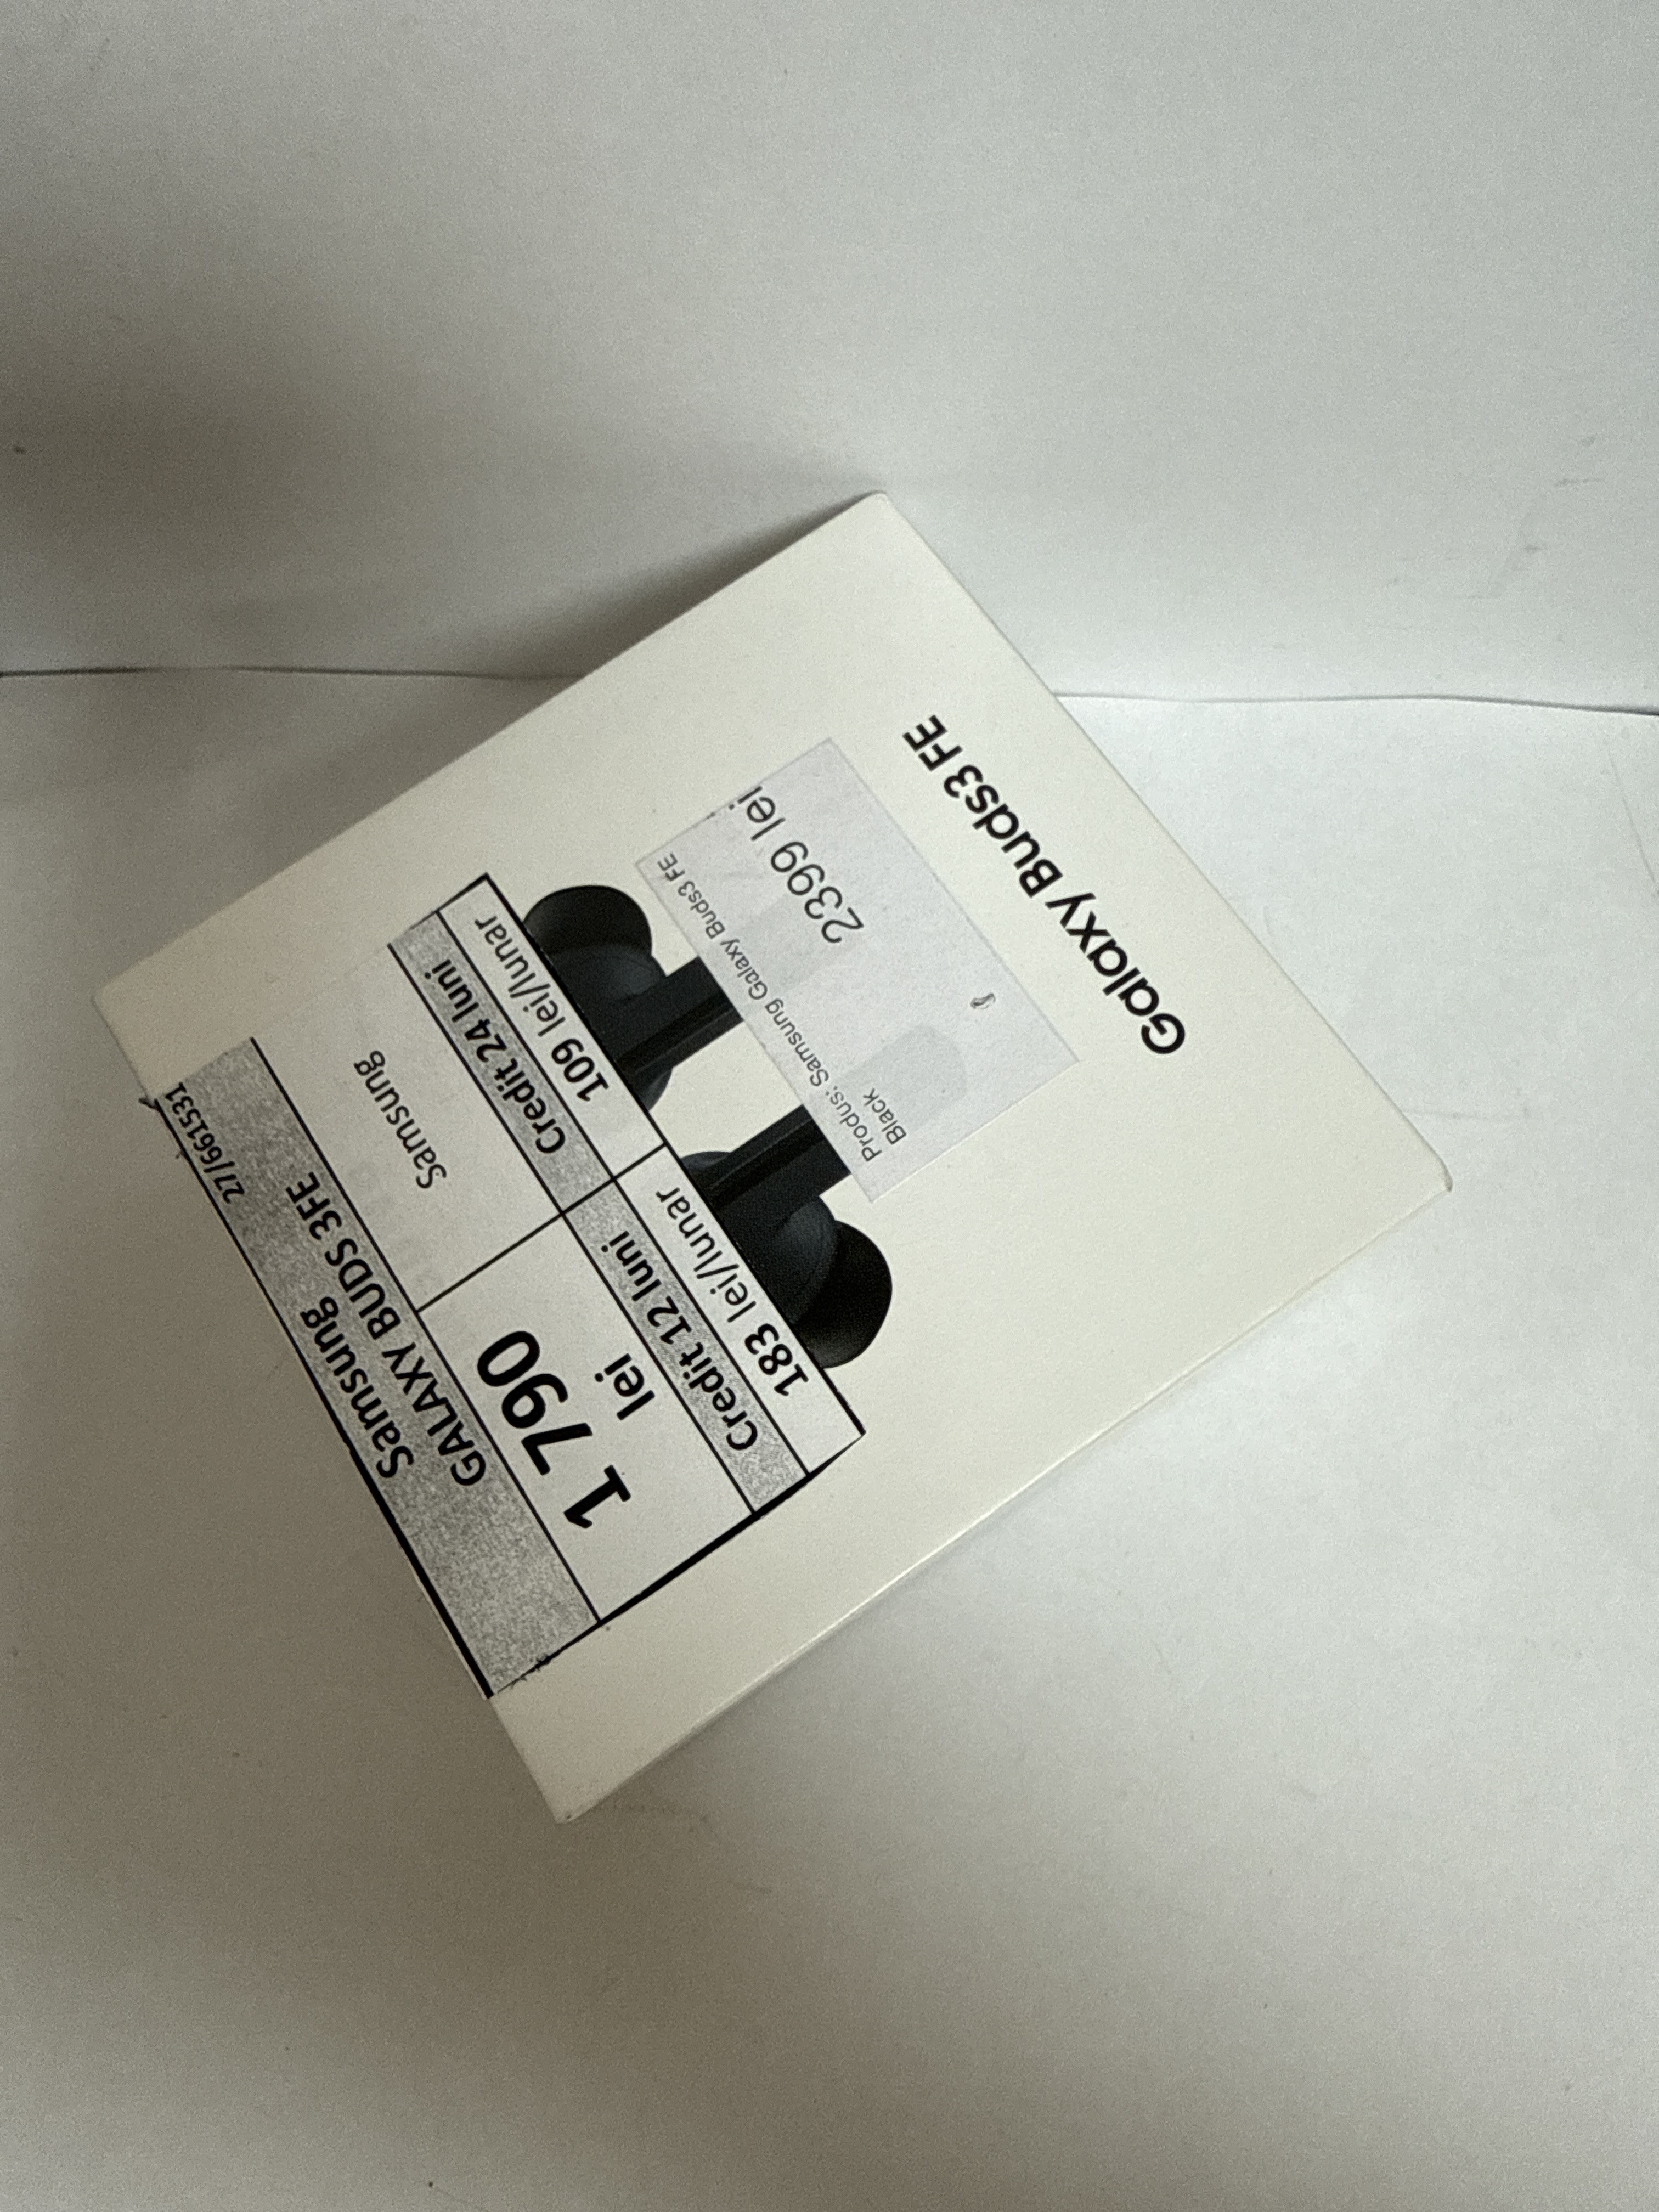 Galaxy Buds3 FE
2399 lei
Produs: Samsung Galaxy Buds3 FE
Black
27/661531
Samsung
GALAXY BUDS 3FE
1 790
lei
Samsung
Credit 12 luni
Credit 24 luni
183 lei/lunar
109 lei/lunar